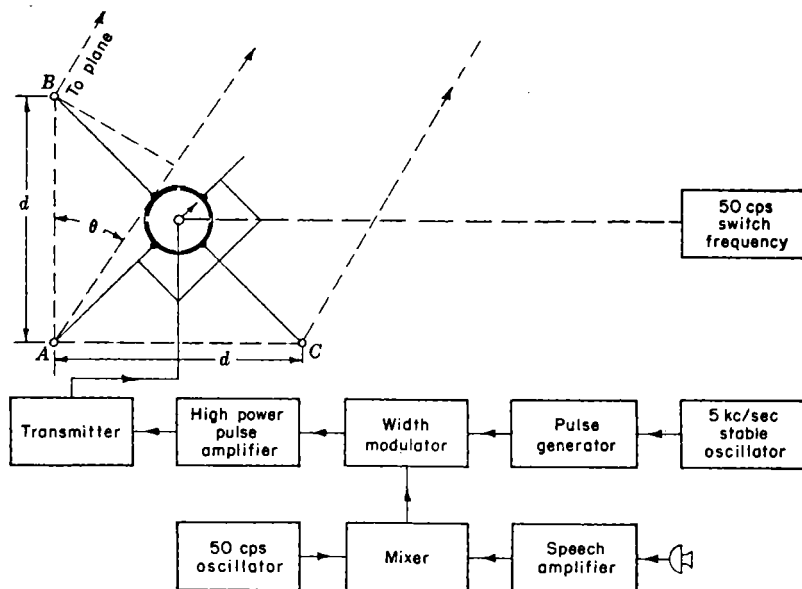 To plane
B
d
θ
50 cps
switch
frequency
A
d
C
Transmitter
High power
pulse
amplifier
Width
modulator
Pulse
generator
5 kc/sec
stable
oscillator
50 cps
oscillator
Mixer
Speech
amplifier